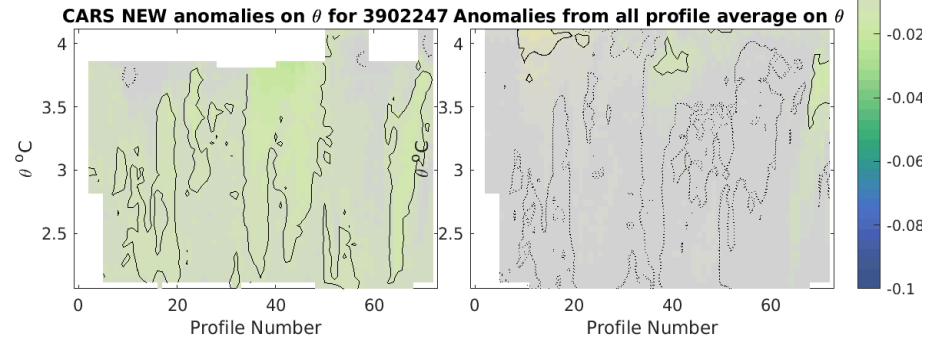 CARS NEW anomalies on θ for 3902247 Anomalies from all profile average on θ
4
3.5
3
2.5
θ °C
0 20 40 60
Profile Number
4
3.5
3
2.5
θ °C
0 20 40 60
Profile Number
-0.02
-0.04
-0.06
-0.08
-0.1